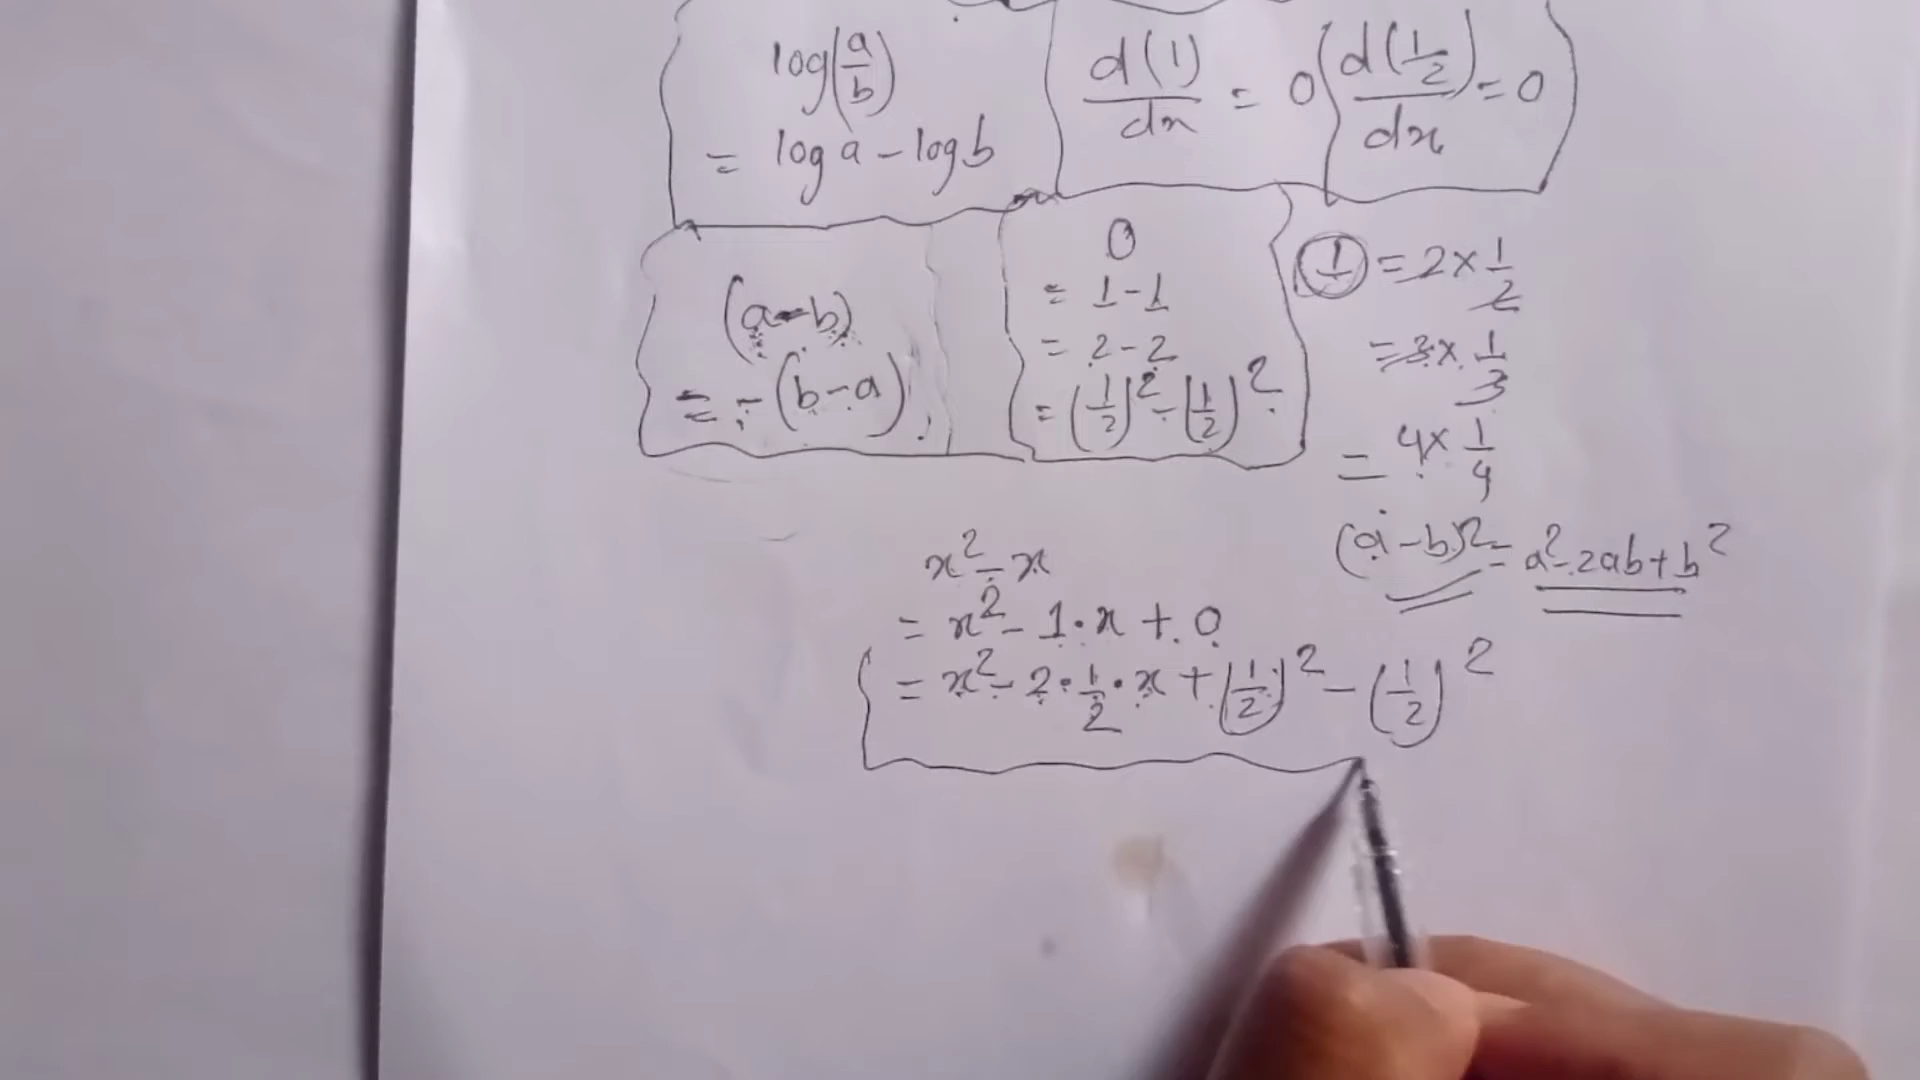 log(a/b)
= log a - log b
d(1)/dx = 0
d(1/2)/dx = 0
(a-b)
= -(b-a)
0
= 1-1
= 2-2
= (1/2)² - (1/2)²
1 = 2 × 1/2
= 3 × 1/3
= 4 × 1/4
(a-b)² = a² - 2ab + b²
x² - x
= x² - 1·x + 0
= x² - 2·1/2·x + (1/2)² - (1/2)²